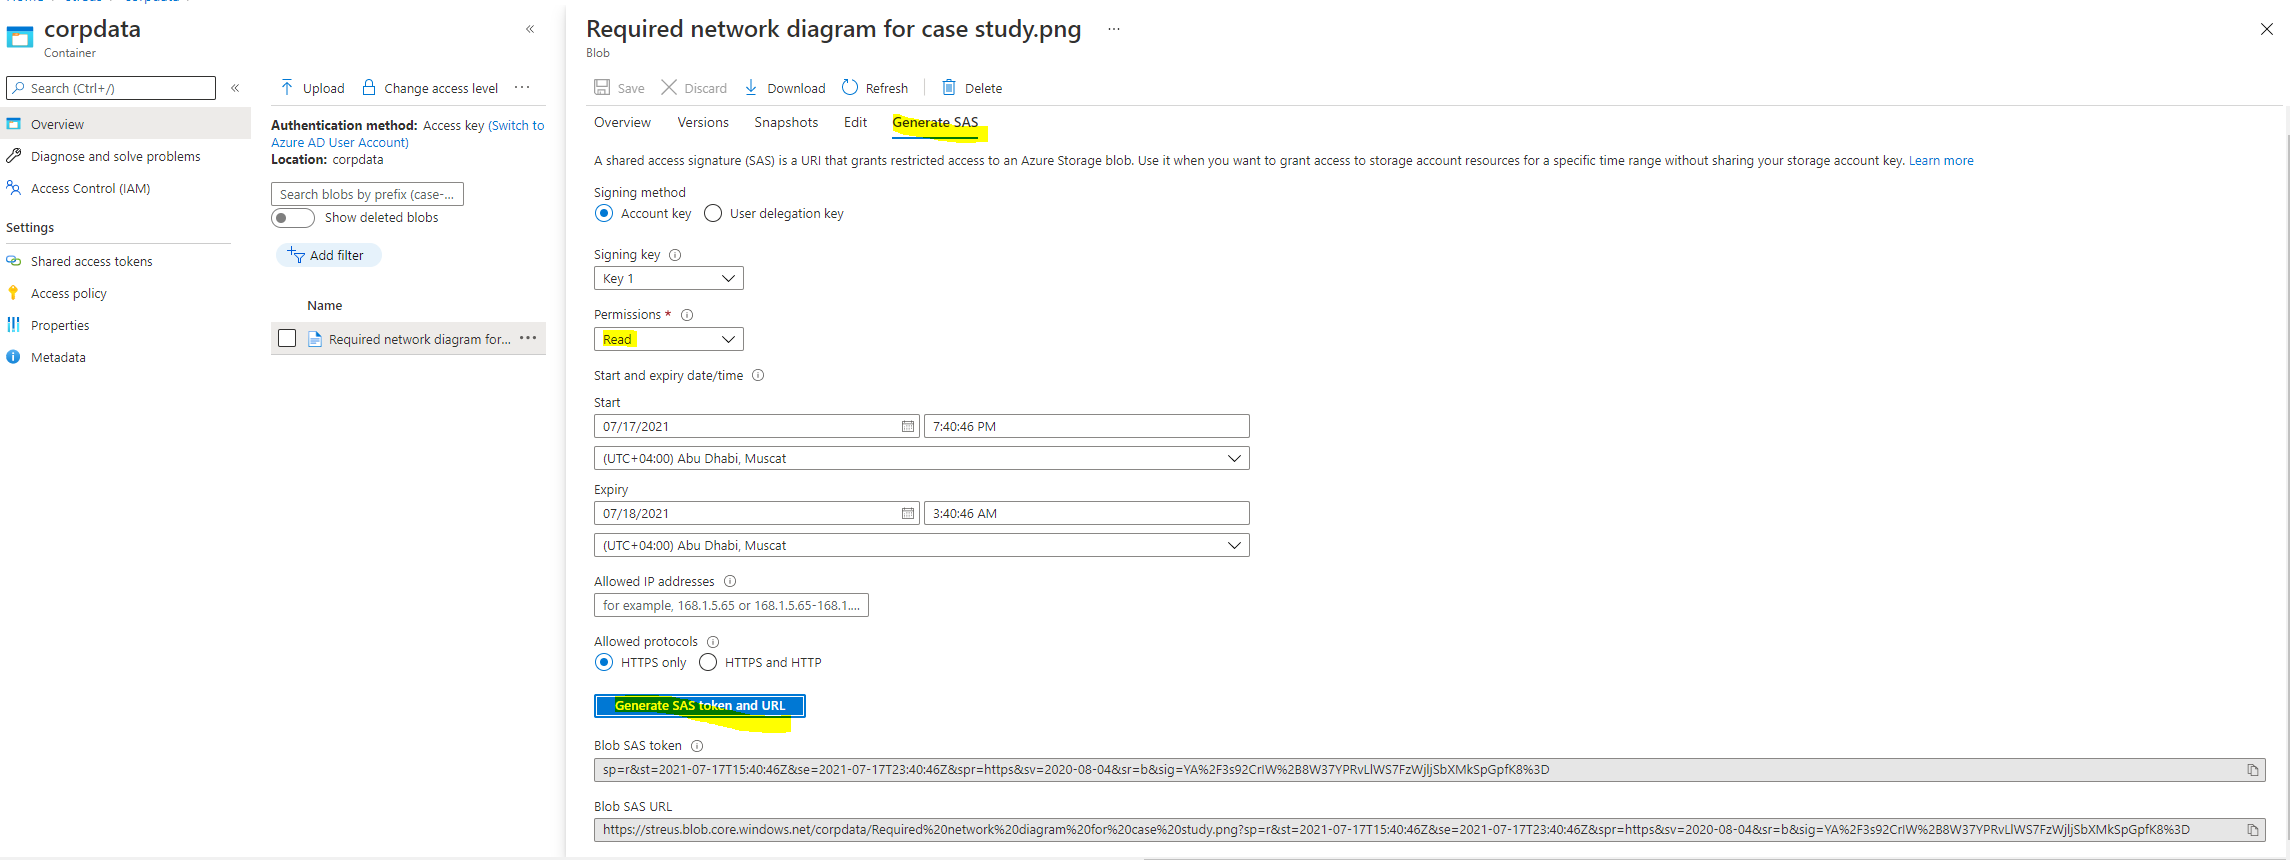 corpdata
Container
«
Search (Ctrl+/)
«
Overview
Diagnose and solve problems
Access Control (IAM)
Settings
Shared access tokens
Access policy
Properties
Metadata
Upload
Change access level
...
Authentication method: Access key (Switch to
Azure AD User Account)
Location: corpdata
Search blobs by prefix (case-...
Show deleted blobs
Add filter
Name
Required network diagram for... ...
Required network diagram for case study.png ...
Blob
Save
Discard
Download
Refresh
Delete
Overview
Versions
Snapshots
Edit
Generate SAS
A shared access signature (SAS) is a URI that grants restricted access to an Azure Storage blob. Use it when you want to grant access to storage account resources for a specific time range without sharing your storage account key. Learn more
Signing method
Account key
User delegation key
Signing key
Key 1
Permissions *
Read
Start and expiry date/time
Start
07/17/2021
7:40:46 PM
(UTC+04:00) Abu Dhabi, Muscat
Expiry
07/18/2021
3:40:46 AM
(UTC+04:00) Abu Dhabi, Muscat
Allowed IP addresses
for example, 168.1.5.65 or 168.1.5.65-168.1....
Allowed protocols
HTTPS only
HTTPS and HTTP
Generate SAS token and URL
Blob SAS token
sp=r&st=2021-07-17T15:40:46Z&se=2021-07-17T23:40:46Z&spr=https&sv=2020-08-04&sr=b&sig=YA%2F3s92CrIW%2B8W37YPRvLlWS7FzWjljSbXMkSpGpfK8%3D
Blob SAS URL
https://streus.blob.core.windows.net/corpdata/Required%20network%20diagram%20for%20case%20study.png?sp=r&st=2021-07-17T15:40:46Z&se=2021-07-17T23:40:46Z&spr=https&sv=2020-08-04&sr=b&sig=YA%2F3s92CrIW%2B8W37YPRvLlWS7FzWjljSbXMkSpGpfK8%3D